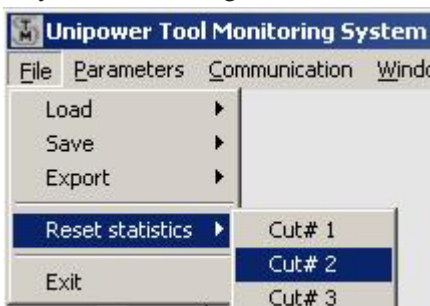 Unipower Tool Monitoring System
File Parameters Communication
Load
Save
Export
Reset statistics Cut# 1
Cut# 2
Exit
Cut# 3